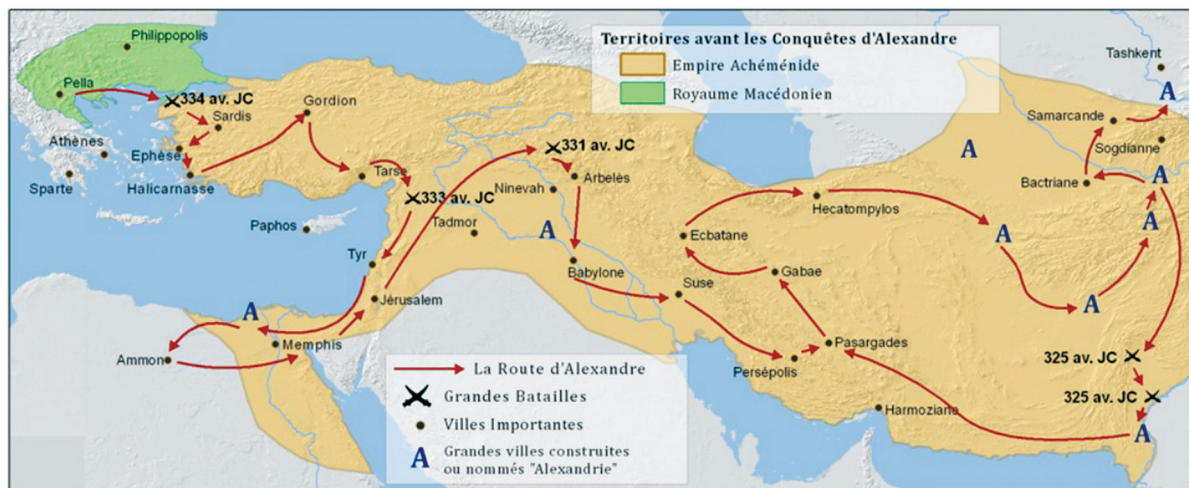 Territoires avant les Conquêtes d'Alexandre
Empire Achéménide
Royaume Macédonien
Philippopolis
Pella
334 av. JC
Sardis
Gordion
Athènes
Ephèse
Sparte
Halicarnasse
Tarse
333 av. JC
331 av. JC
Arbelès
Ninevah
Paphos
Tadmor
Tyr
Jérusalem
A
Babylone
A
Memphis
Ammon
Ecbatane
Suse
Gabae
Hecatompylos
Persépolis
Pasargades
Harmoziane
A
A
A
Tashkent
A
Samarcande
Sogdianne
Bactriane
A
A
325 av. JC
325 av. JC
A
La Route d'Alexandre
Grandes Batailles
Villes Importantes
A Grandes villes construites
ou nommés "Alexandrie"